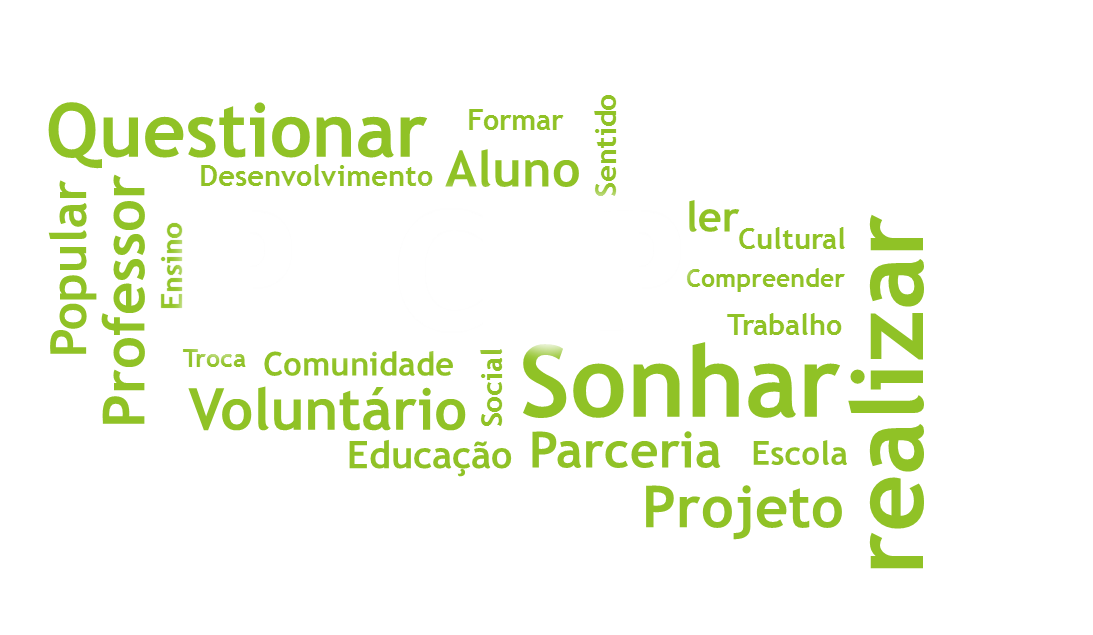 Questionar
Formar
Sentido
Desenvolvimento
Aluno
Popular
Professor
Ensino
ler
Cultural
Compreender
Trabalho
realizar
Troca
Comunidade
Social
Sonhar
Voluntário
Educação
Parceria
Escola
Projeto